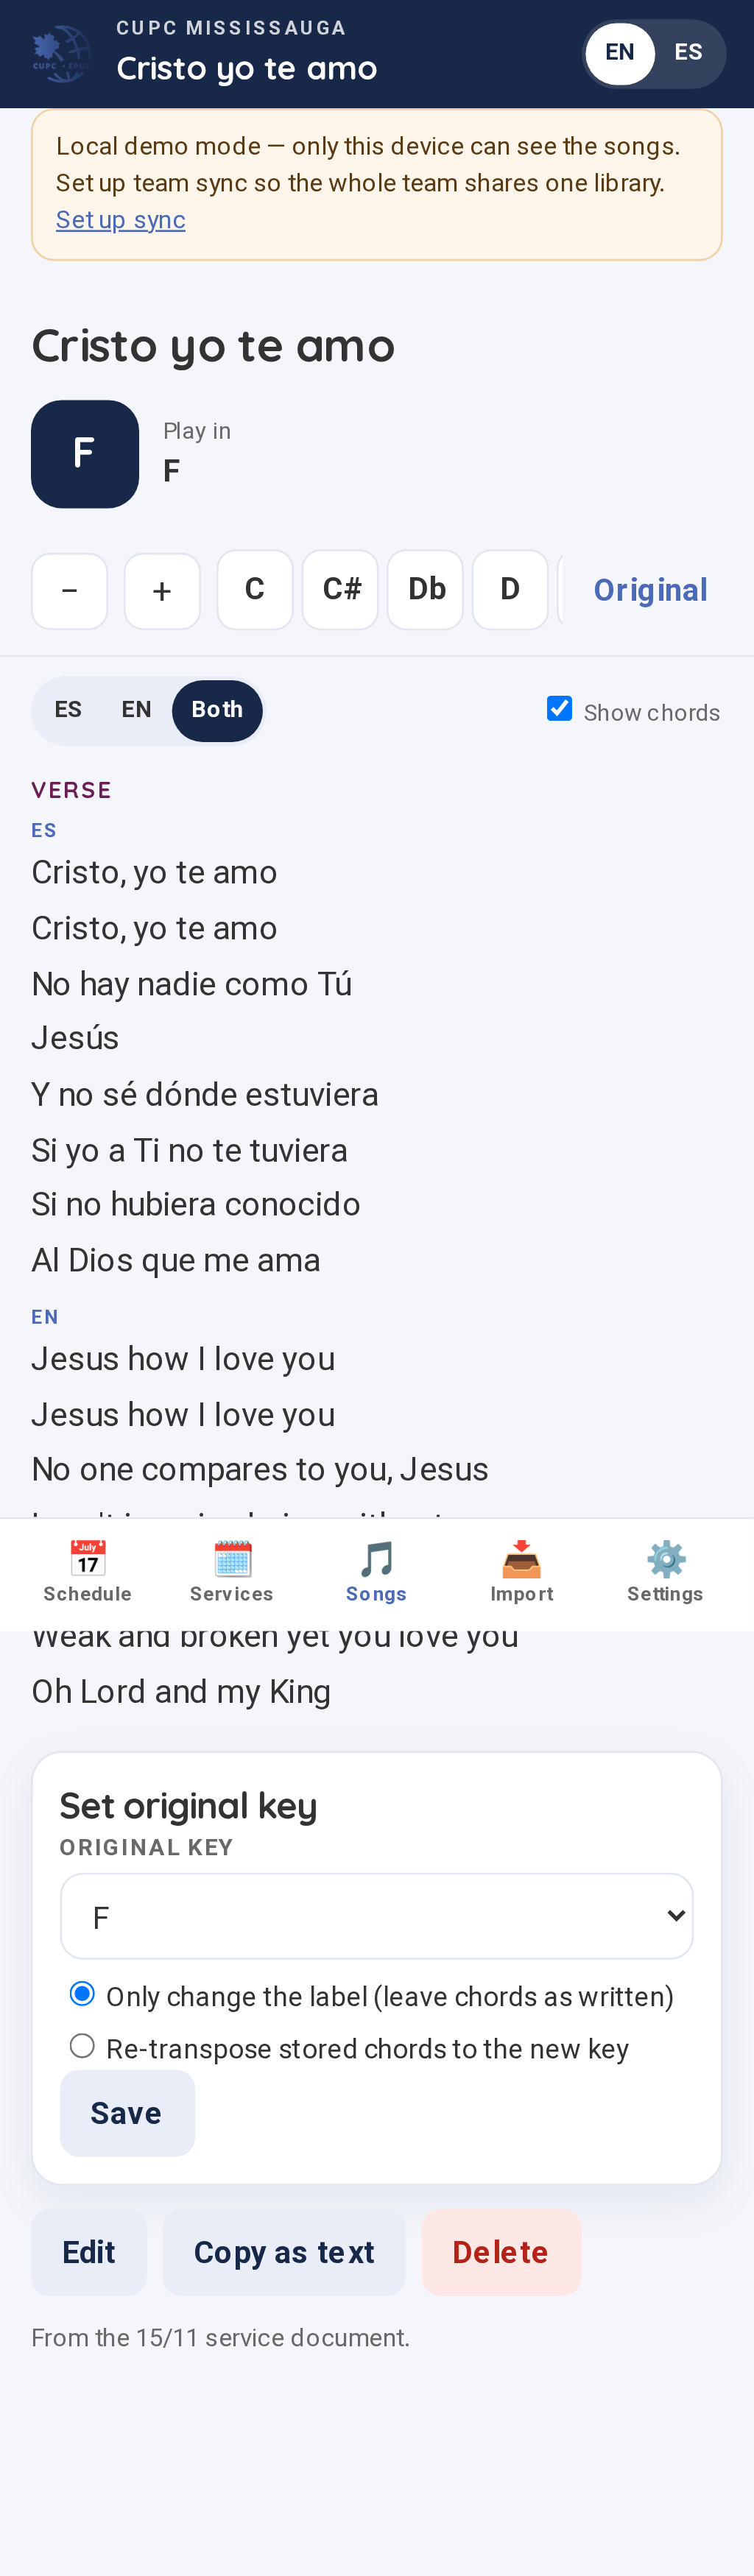 CUPC MISSISSAUGA
Cristo yo te amo
EN ES
CUPC • EPUC
Local demo mode — only this device can see the songs.
Set up team sync so the whole team shares one library.
Set up sync
Cristo yo te amo
F
Play in
F
− + C C# Db D Original
ES EN Both
Show chords
VERSE
ES
Cristo, yo te amo
Cristo, yo te amo
No hay nadie como Tú
Jesús
Y no sé dónde estuviera
Si yo a Ti no te tuviera
Si no hubiera conocido
Al Dios que me ama
EN
Jesus how I love you
Jesus how I love you
No one compares to you, Jesus
July
17
Schedule Services Songs Import Settings
Weak and broken yet you love you
Oh Lord and my King
Set original key
ORIGINAL KEY
F
Only change the label (leave chords as written)
Re-transpose stored chords to the new key
Save
Edit Copy as text Delete
From the 15/11 service document.